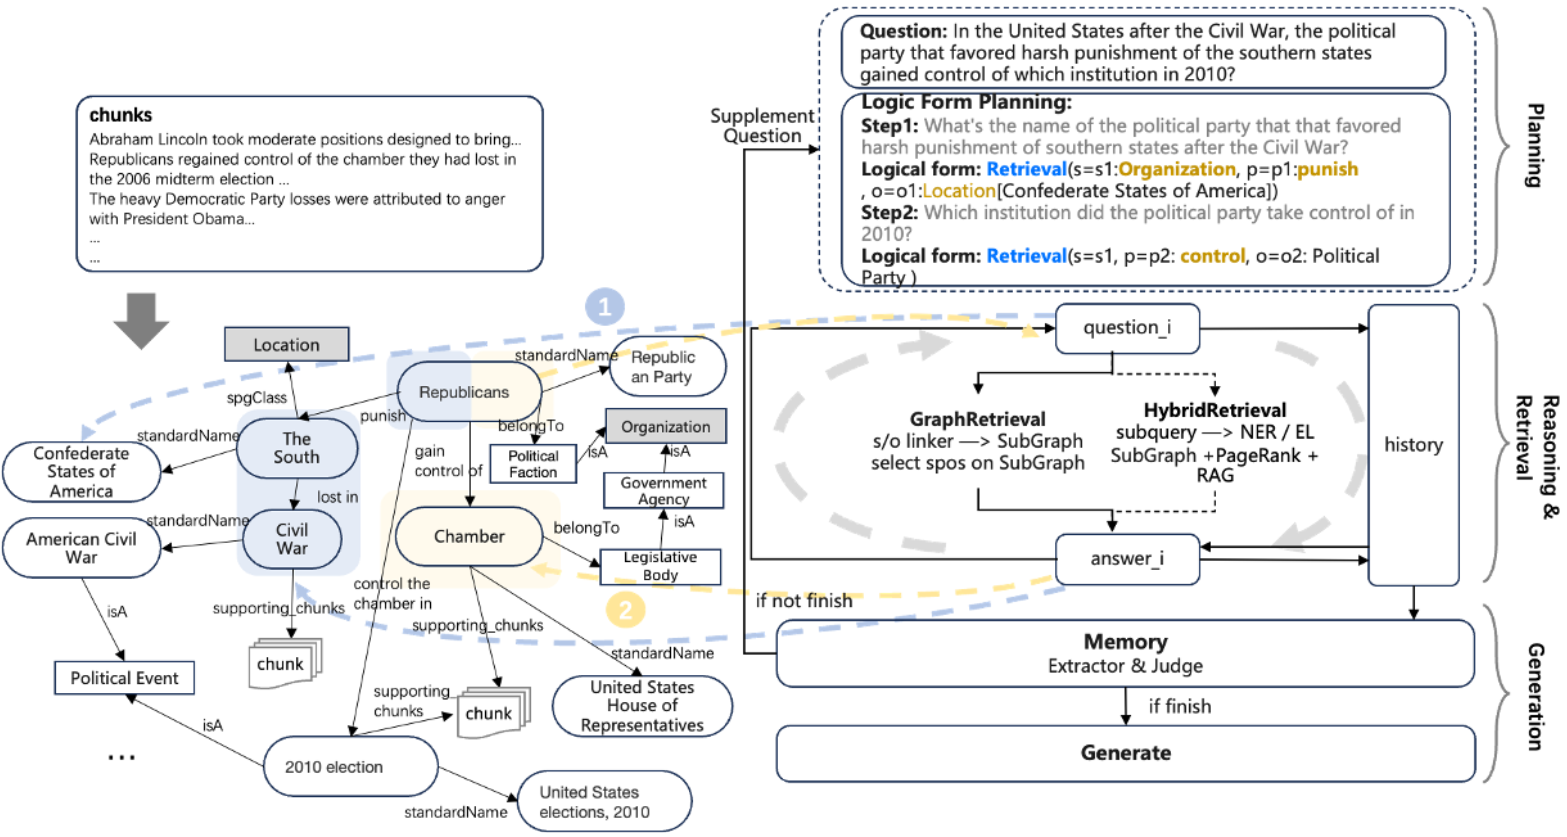 Question: In the United States after the Civil War, the political
party that favored harsh punishment of the southern states
gained control of which institution in 2010?
Logic Form Planning:
Step1: What's the name of the political party that that favored
harsh punishment of southern states after the Civil War?
Logical form: Retrieval(s=s1:Organization, p=p1:punish
, o=o1:Location[Confederate States of America])
Step2: Which institution did the political party take control of in
2010?
Logical form: Retrieval(s=s1, p=p2: control, o=o2: Political
Party )
Planning
Supplement
Question
chunks
Abraham Lincoln took moderate positions designed to bring...
Republicans regained control of the chamber they had lost in
the 2006 midterm election ...
The heavy Democratic Party losses were attributed to anger
with President Obama...
...
...
1
Location
spgClass
standardName
Republicans
Republic
an Party
punish
belongTo
Organization
The
South
standardName
Confederate
States of
America
gain
control of
Political
Faction
isA
isA
Government
Agency
lost in
standardName
American Civil
War
Civil
War
Chamber
belongTo
isA
Legislative
Body
control the
chamber in
2
isA
supporting_chunks
supporting_chunks
chunk
standardName
Political Event
supporting_
chunks
chunk
United States
House of
Representatives
isA
...
2010 election
standardName
United States
elections, 2010
question_i
GraphRetrieval
s/o linker —> SubGraph
select spos on SubGraph
HybridRetrieval
subquery —> NER / EL
SubGraph +PageRank +
RAG
history
answer_i
Reasoning &
Retrieval
if not finish
Memory
Extractor & Judge
if finish
Generate
Generation